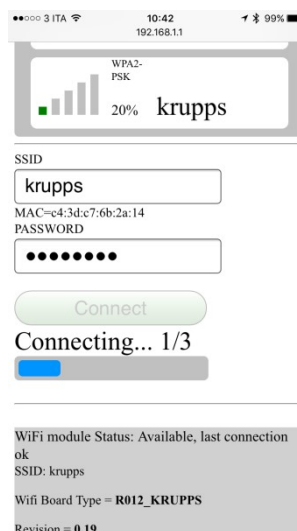 3 ITA 10:42 99%
192.168.1.1
WPA2-
PSK
20% krupps
SSID
krupps
MAC=c4:3d:c7:6b:2a:14
PASSWORD
●●●●●●●●
Connect
Connecting... 1/3
WiFi module Status: Available, last connection
ok
SSID: krupps
Wifi Board Type = R012_KRUPPS
Revision = 0.19